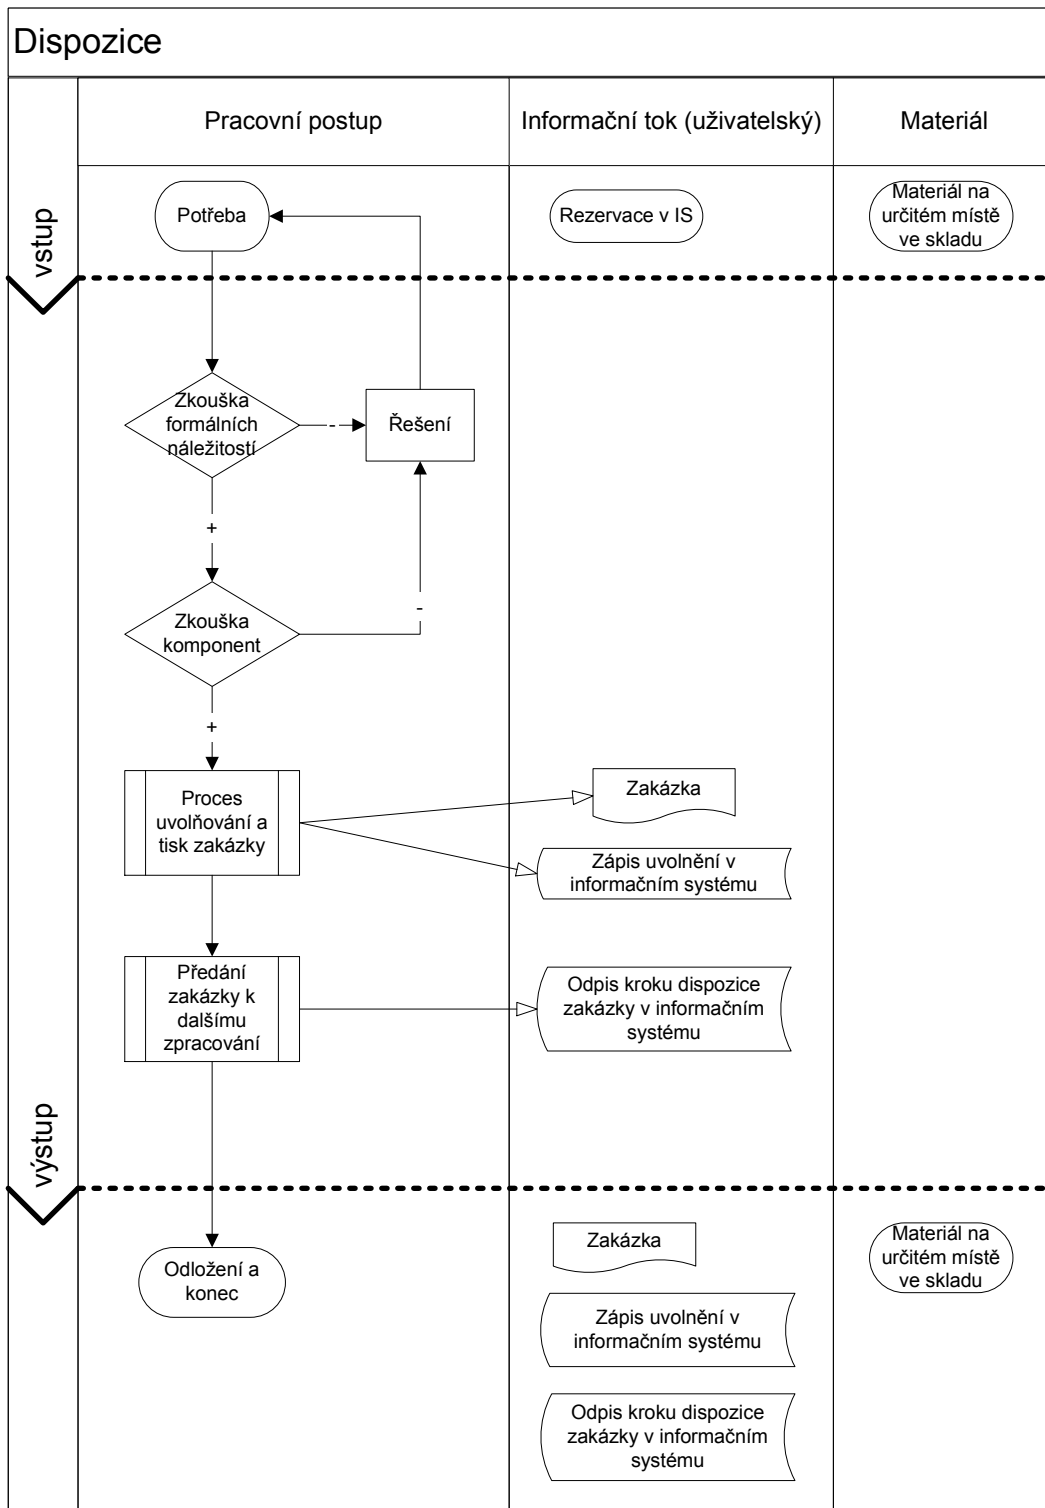 Dispozice
Pracovní postup
Informační tok (uživatelský)
Materiál
vstup
Potřeba
Rezervace v IS
Materiál na
určitém místě
ve skladu
Zkouška
formálních
náležitostí
-
Řešení
+
Zkouška
komponent
-
+
Proces
uvolňování a
tisk zakázky
Zakázka
Zápis uvolnění v
informačním systému
Předání
zakázky k
dalšímu
zpracování
Odpis kroku dispozice
zakázky v informačním
systému
výstup
Odložení a
konec
Zakázka
Materiál na
určitém místě
ve skladu
Zápis uvolnění v
informačním systému
Odpis kroku dispozice
zakázky v informačním
systému